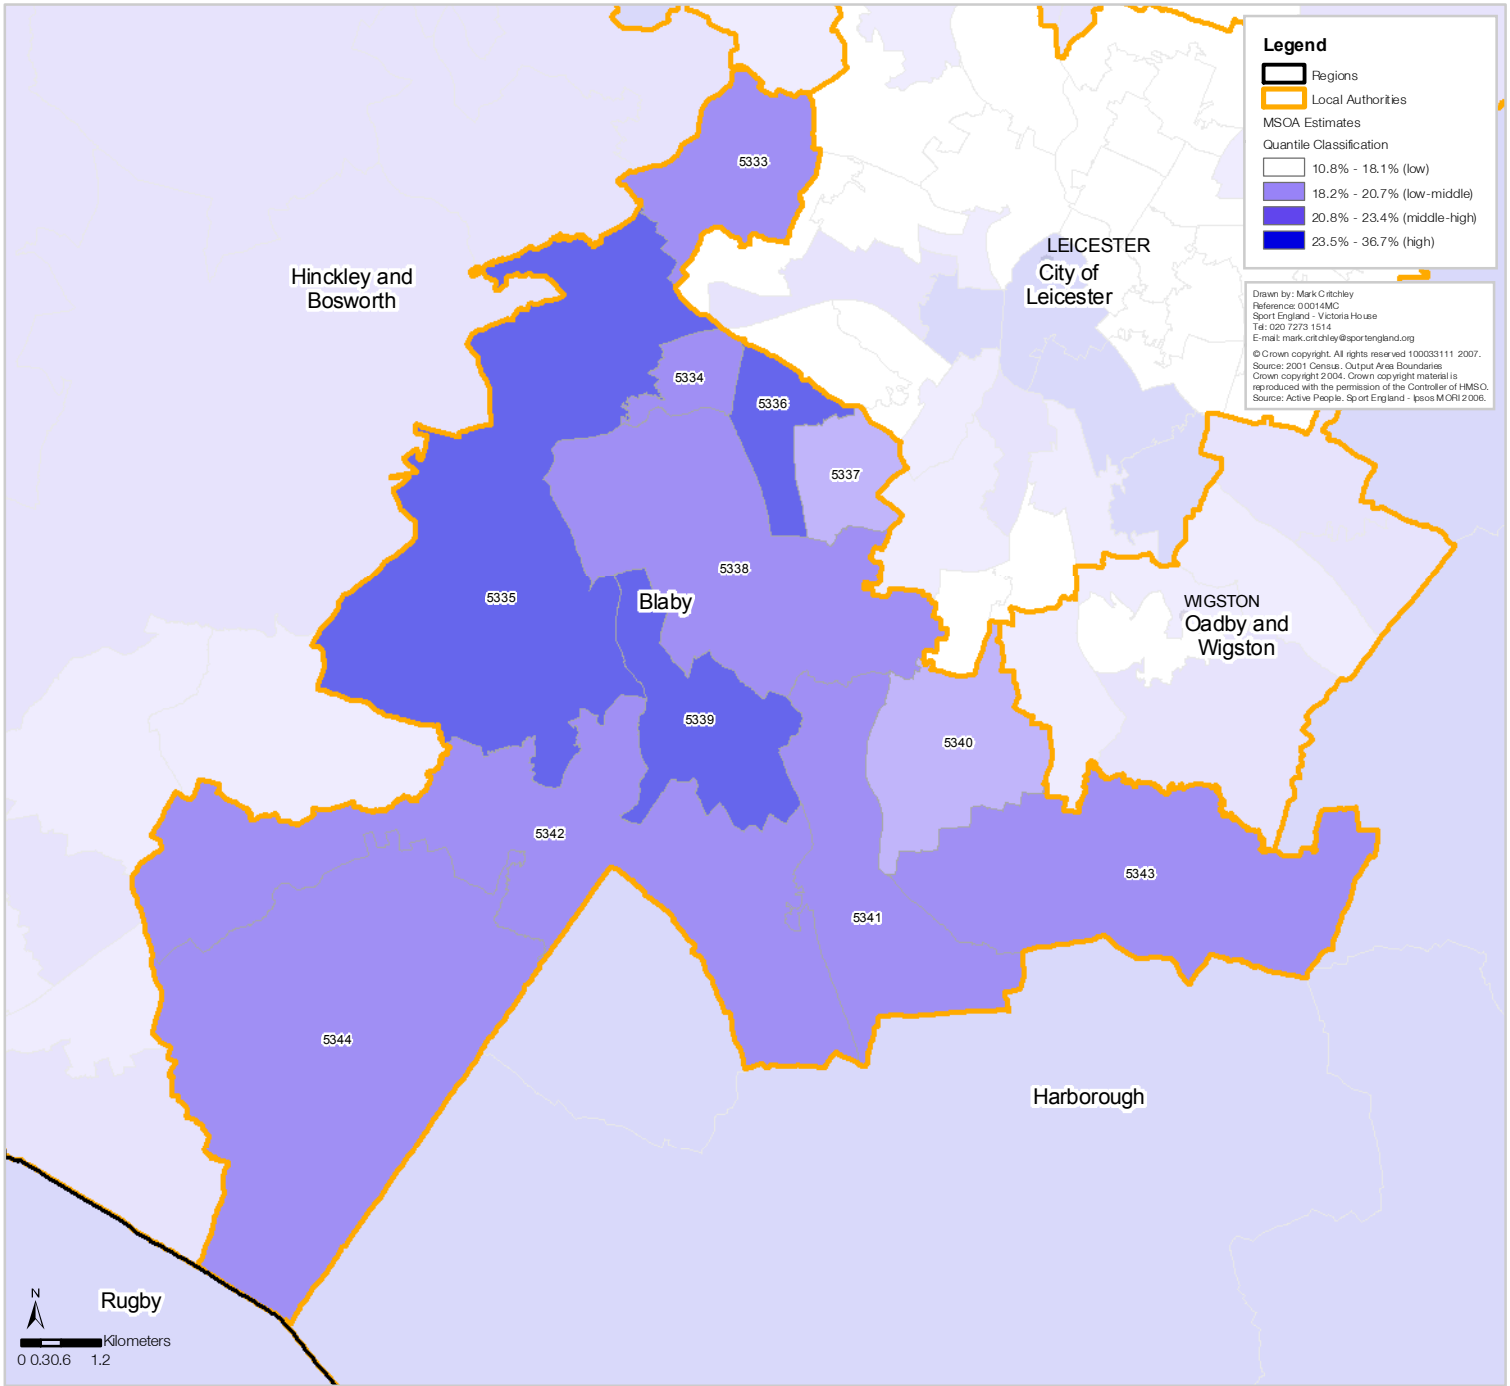 Legend
Regions
Local Authorities
MSOA Estimates
Quantile Classification
10.8% - 18.1% (low)
18.2% - 20.7% (low-middle)
20.8% - 23.4% (middle-high)
23.5% - 36.7% (high)
Drawn by: Mark Critchley
Reference: 00014MC
Sport England - Victoria House
Tel: 020 7273 1514
E-mail: mark.critchley@sportengland.org
© Crown copyright. All rights reserved 100033111 2007.
Source: 2001 Census. Output Area Boundaries
Crown copyright 2004. Crown copyright material is
reproduced with the permission of the Controller of HMSO.
Source: Active People. Sport England - Ipsos MORI 2006.
5333
LEICESTER
City of
Leicester
Hinckley and
Bosworth
5334
5336
5337
5338
5335
Blaby
WIGSTON
Oadby and
Wigston
5339
5340
5342
5343
5341
5344
Harborough
Rugby
N
Kilometers
0 0.30.6 1.2